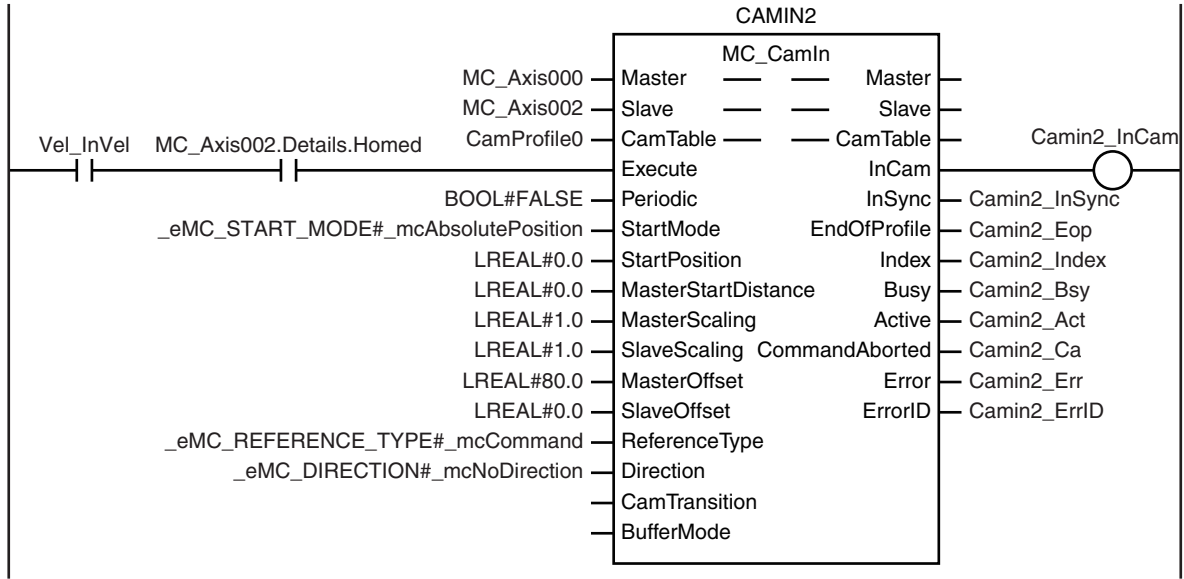 CAMIN2
MC_CamIn
MC_Axis000 Master Master
MC_Axis002 Slave Slave
CamProfile0 CamTable CamTable
Vel_InVel MC_Axis002.Details.Homed Execute InCam Camin2_InCam
BOOL#FALSE Periodic InSync Camin2_InSync
_eMC_START_MODE#_mcAbsolutePosition StartMode EndOfProfile Camin2_Eop
LREAL#0.0 StartPosition Index Camin2_Index
LREAL#0.0 MasterStartDistance Busy Camin2_Bsy
LREAL#1.0 MasterScaling Active Camin2_Act
LREAL#1.0 SlaveScaling CommandAborted Camin2_Ca
LREAL#80.0 MasterOffset Error Camin2_Err
LREAL#0.0 SlaveOffset ErrorID Camin2_ErrID
_eMC_REFERENCE_TYPE#_mcCommand ReferenceType
_eMC_DIRECTION#_mcNoDirection Direction
CamTransition
BufferMode